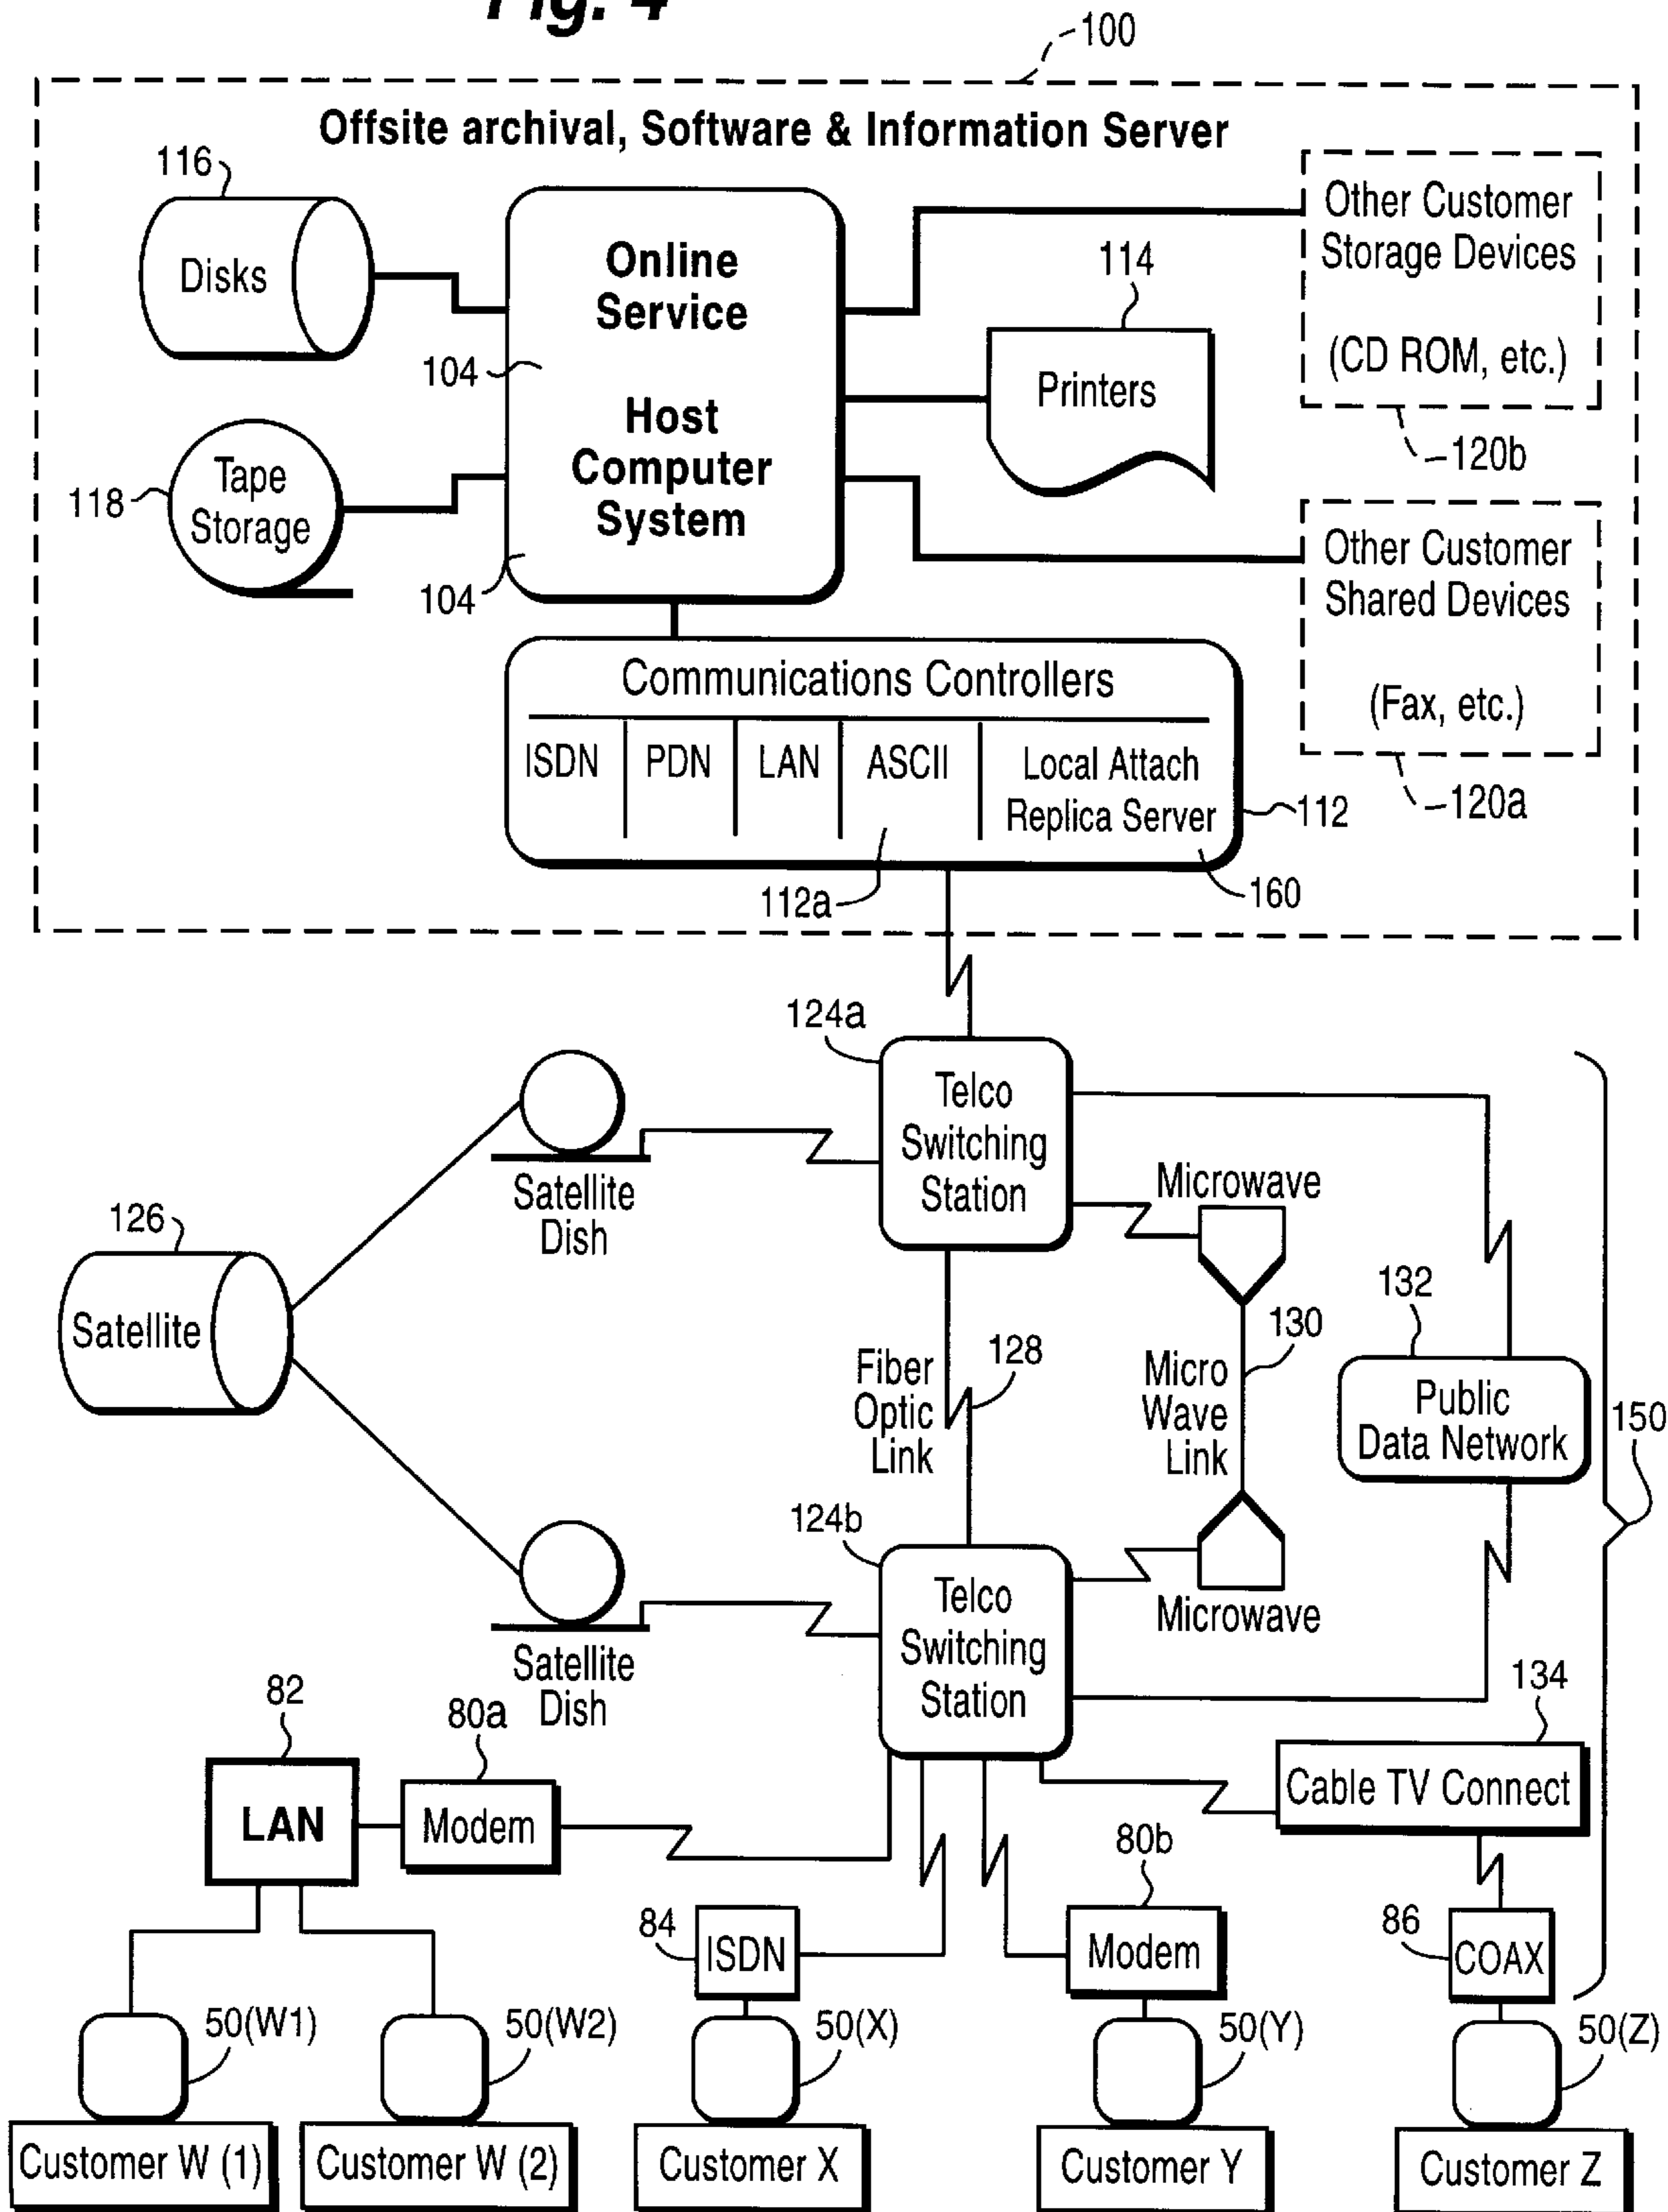 Fig. 4
100
Offsite archival, Software & Information Server
116
Disks
Online
Service
104
Host
Computer
System
104
118
Tape
Storage
114
Printers
Other Customer
Storage Devices
(CD ROM, etc.)
120b
Other Customer
Shared Devices
(Fax, etc.)
120a
Communications Controllers
ISDN
PDN
LAN
ASCII
Local Attach
Replica Server
112
112a
160
124a
Telco
Switching
Station
Satellite
Dish
Microwave
126
Satellite
132
130
Fiber
Optic
Link
128
Micro
Wave
Link
Public
Data Network
150
124b
Telco
Switching
Station
Microwave
Satellite
Dish
82
80a
134
LAN
Modem
Cable TV Connect
80b
84
ISDN
Modem
86
COAX
50(W1)
50(W2)
50(X)
50(Y)
50(Z)
Customer W (1)
Customer W (2)
Customer X
Customer Y
Customer Z